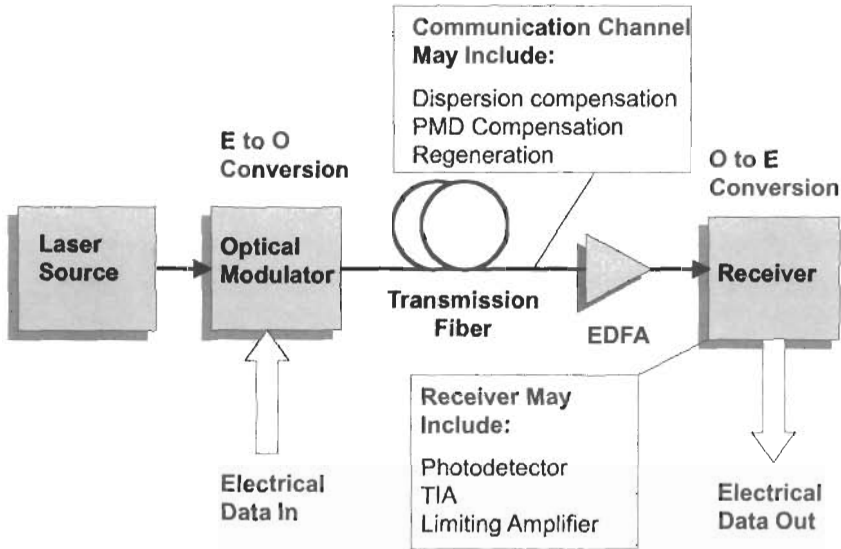 Communication Channel
May Include:
Dispersion compensation
PMD Compensation
Regeneration
E to O
Conversion
O to E
Conversion
Laser
Source
Optical
Modulator
Transmission
Fiber
EDFA
Receiver
Receiver May
Include:
Photodetector
TIA
Limiting Amplifier
Electrical
Data In
Electrical
Data Out